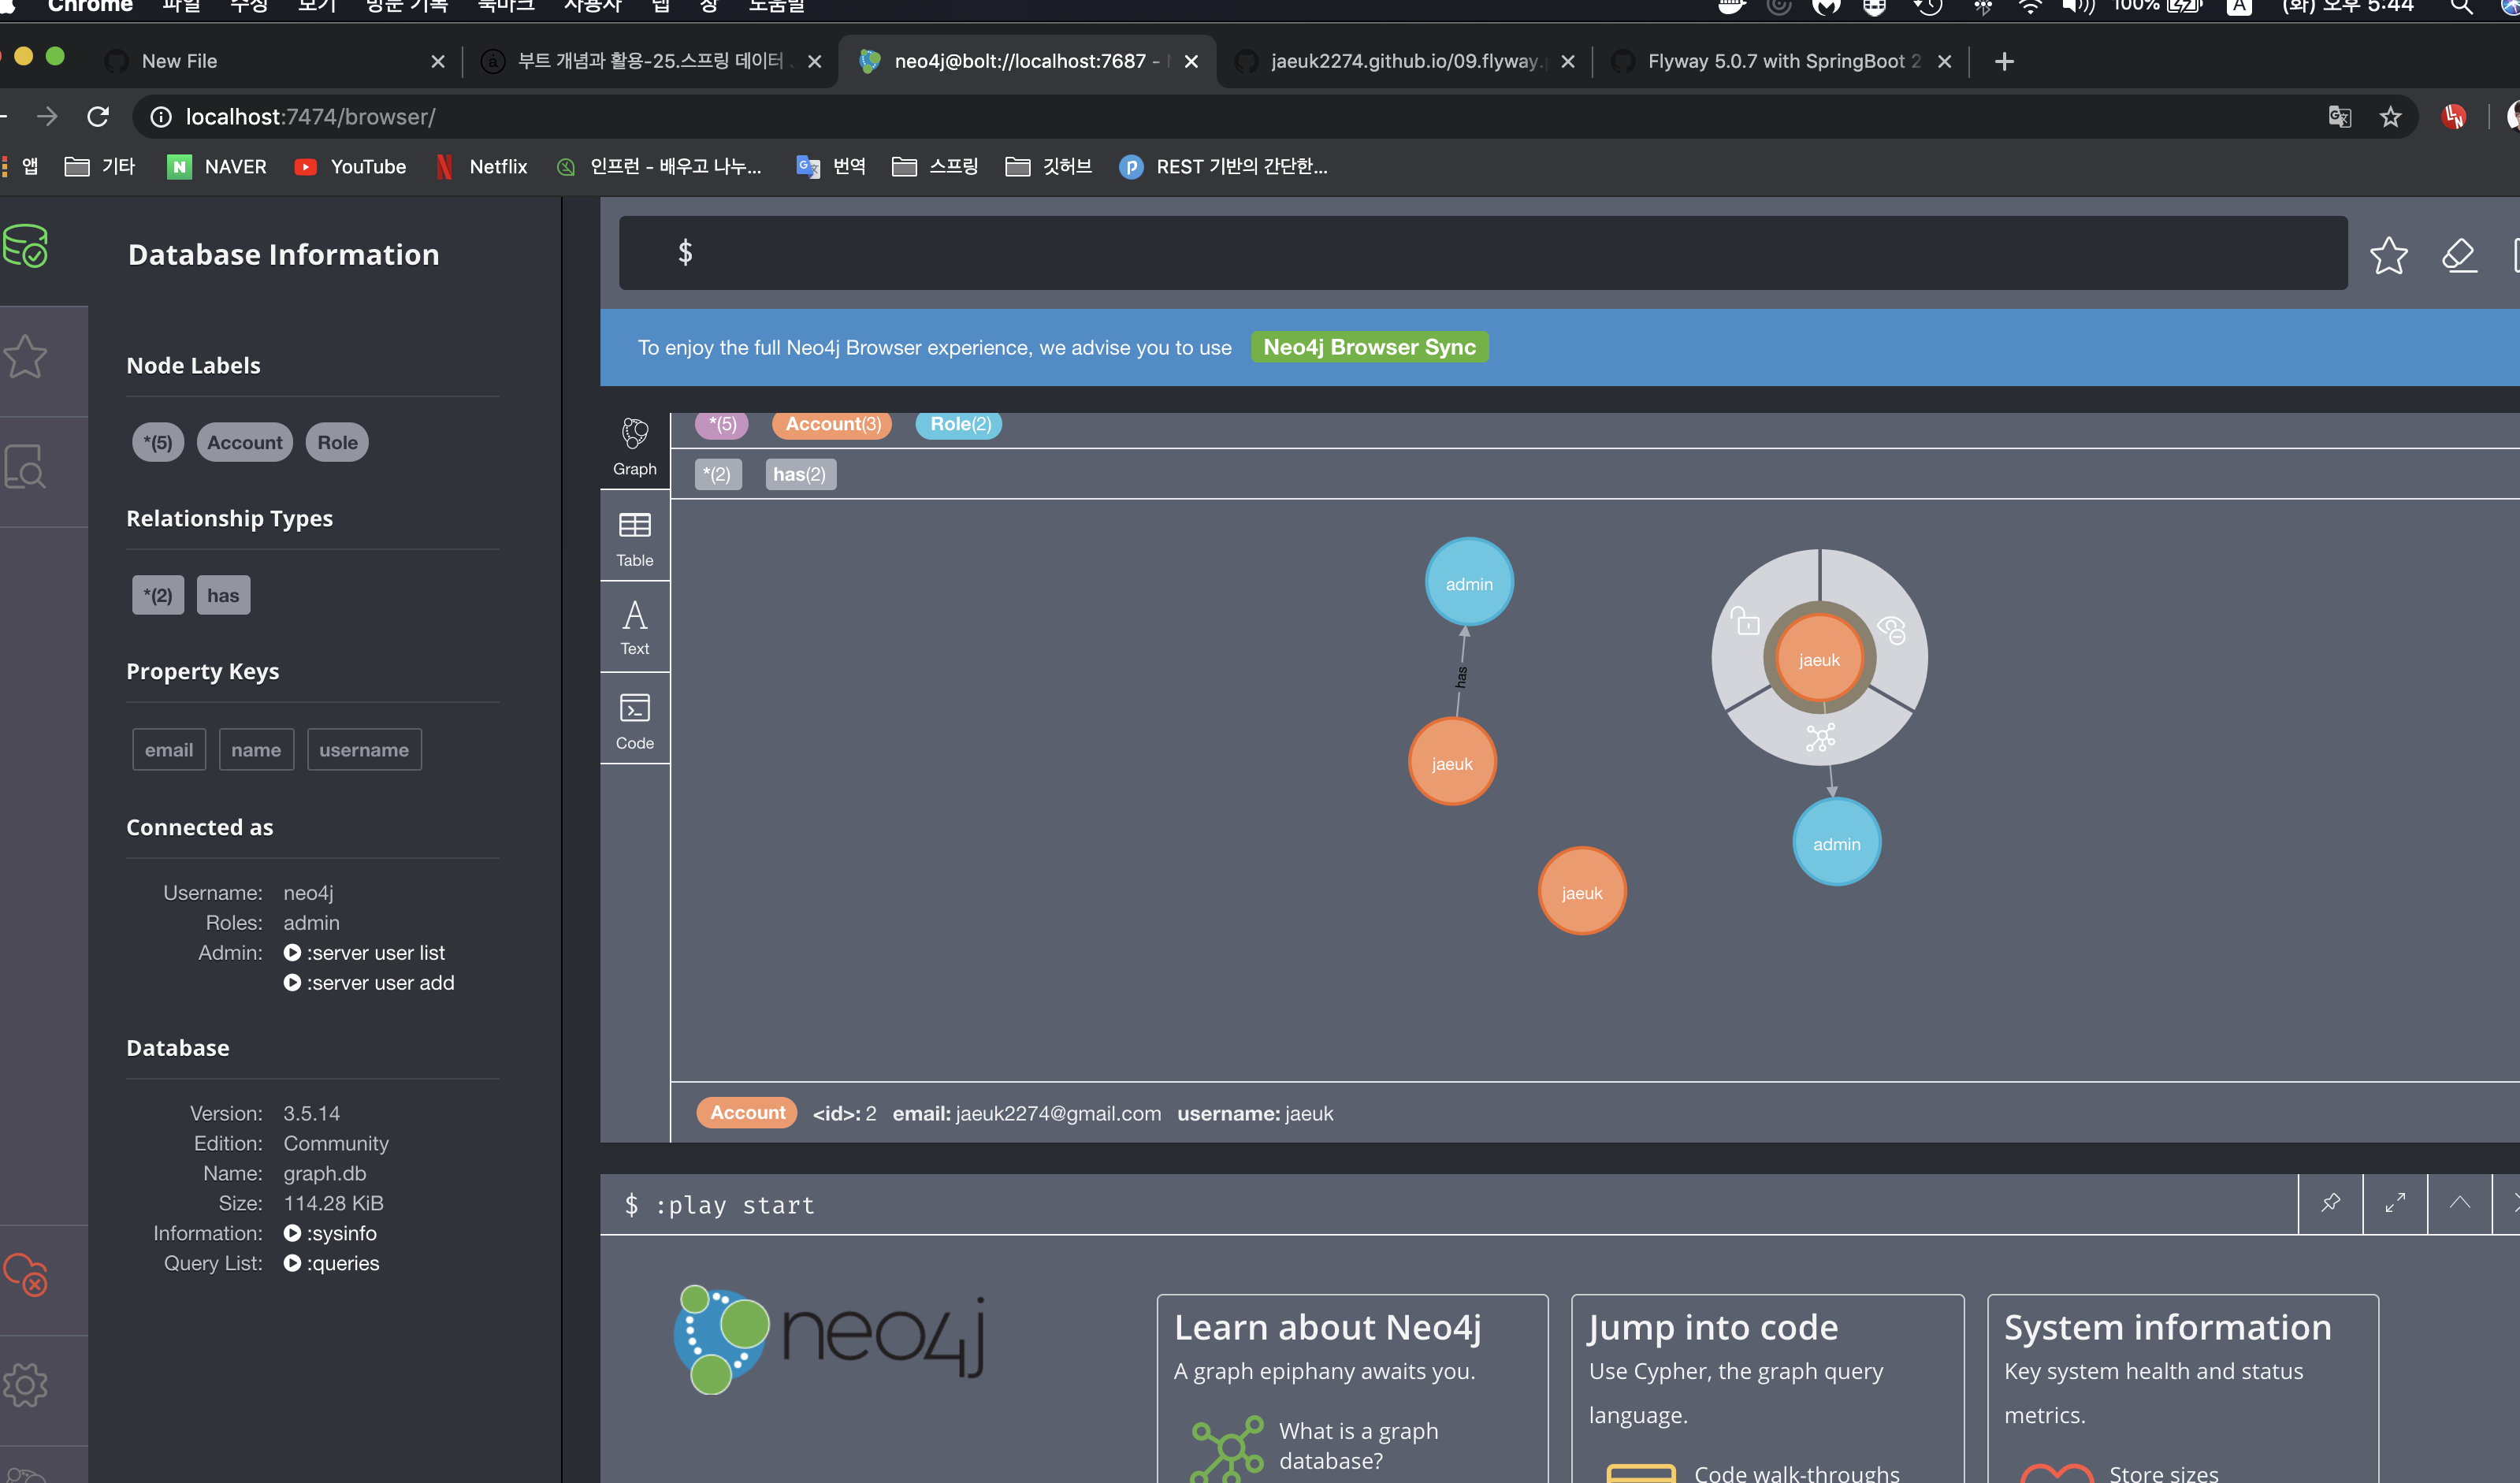 Chrome 파일 수정 보기 방문 기록 북마크 사용자 탭 창 도움말 100% A (화) 오후 5:44
New File
부트 개념과 활용-25.스프링 데이터
neo4j@bolt://localhost:7687 -
jaeuk2274.github.io/09.flyway.
Flyway 5.0.7 with SpringBoot 2
localhost:7474/browser/
앱 기타 NAVER YouTube Netflix 인프런 - 배우고 나누... 번역 스프링 깃허브 REST 기반의 간단한...
Database Information
Node Labels
*(5) Account Role
Relationship Types
*(2) has
Property Keys
email name username
Connected as
Username: neo4j
Roles: admin
Admin: :server user list
:server user add
Database
Version: 3.5.14
Edition: Community
Name: graph.db
Size: 114.28 KiB
Information: :sysinfo
Query List: :queries
$
To enjoy the full Neo4j Browser experience, we advise you to use Neo4j Browser Sync
Graph
Table
Text
Code
*(5) Account(3) Role(2)
*(2) has(2)
admin
has
jaeuk
jaeuk
admin
jaeuk
Account <id>: 2 email: jaeuk2274@gmail.com username: jaeuk
$ :play start
neo4j
Learn about Neo4j
A graph epiphany awaits you.
What is a graph
database?
Jump into code
Use Cypher, the graph query
language.
Code walk-throughs
System information
Key system health and status
metrics.
Store sizes